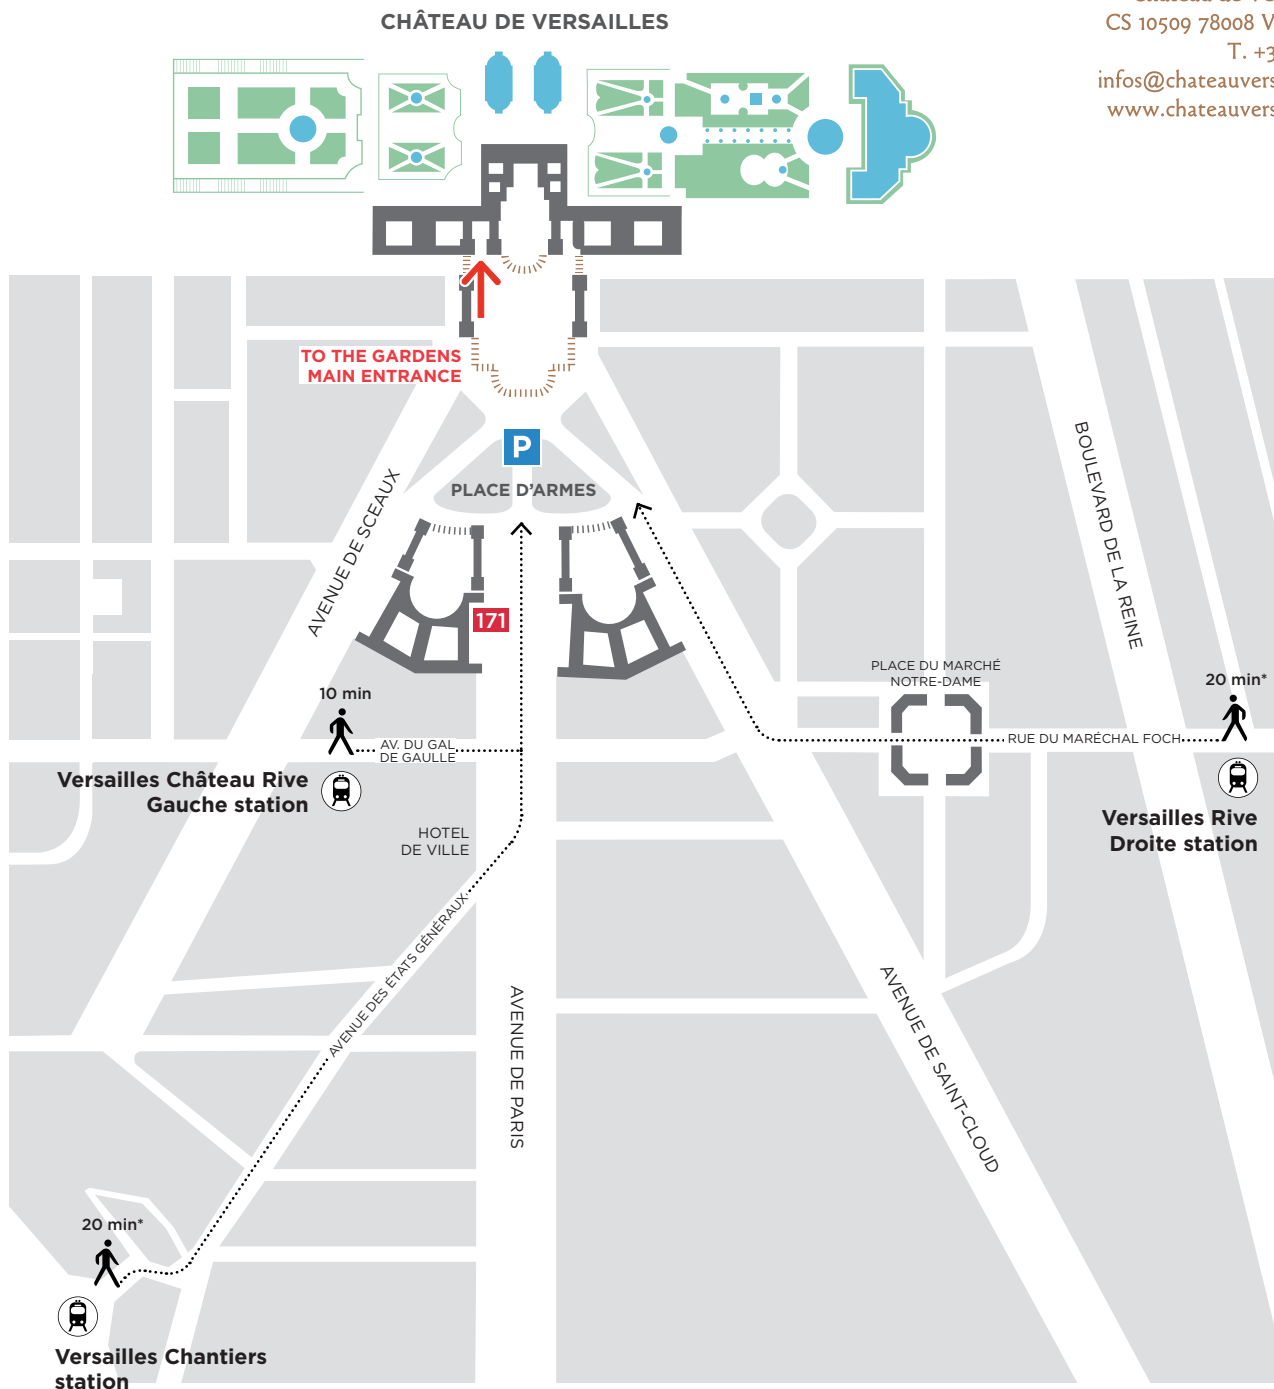 CHÂTEAU DE VERSAILLES
CS 10509 78008 V
T. +3
infos@chateauvers
www.chateauvers
TO THE GARDENS
MAIN ENTRANCE
P
PLACE D'ARMES
AVENUE DE SCEAUX
BOULEVARD DE LA REINE
171
PLACE DU MARCHÉ
NOTRE-DAME
10 min
20 min*
AV. DU GAL
DE GAULLE
RUE DU MARÉCHAL FOCH
Versailles Château Rive
Gauche station
Versailles Rive
Droite station
HOTEL
DE VILLE
AVENUE DES ÉTATS GÉNÉRAUX
AVENUE DE PARIS
AVENUE DE SAINT-CLOUD
20 min*
Versailles Chantiers
station